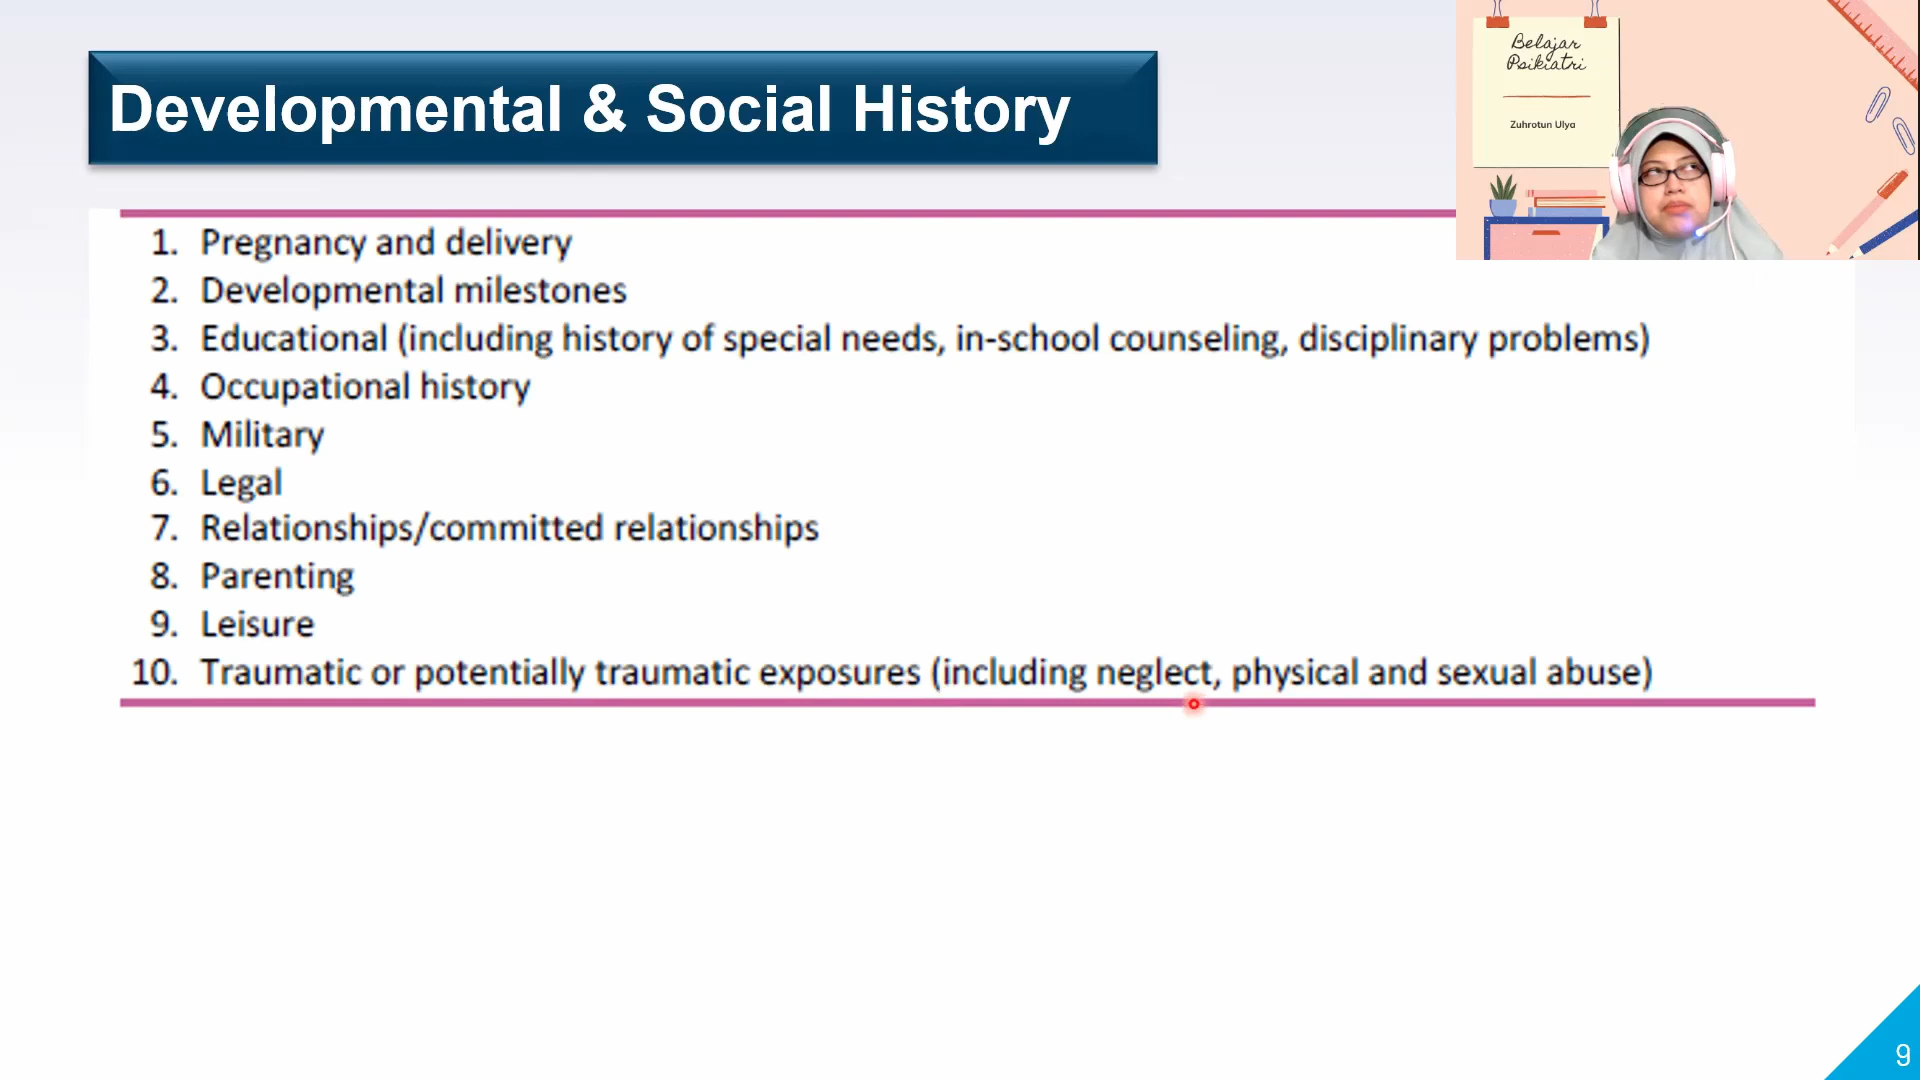 Developmental & Social History
Belajar
Psikiatri
Zuhrotun Ulya
1. Pregnancy and delivery
2. Developmental milestones
3. Educational (including history of special needs, in-school counseling, disciplinary problems)
4. Occupational history
5. Military
6. Legal
7. Relationships/committed relationships
8. Parenting
9. Leisure
10. Traumatic or potentially traumatic exposures (including neglect, physical and sexual abuse)
9